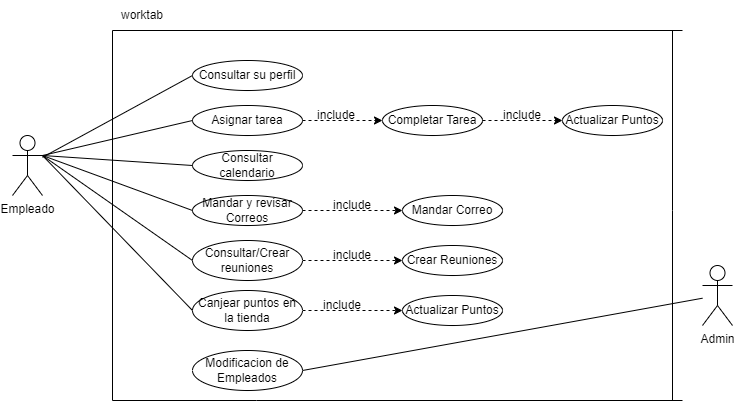 worktab
Consultar su perfil
Asignar tarea
include
Completar Tarea
include
Actualizar Puntos
Consultar
calendario
Empleado
Mandar y revisar
Correos
include
Mandar Correo
Consultar/Crear
reuniones
include
Crear Reuniones
Canjear puntos en
la tienda
include
Actualizar Puntos
Admin
Modificacion de
Empleados